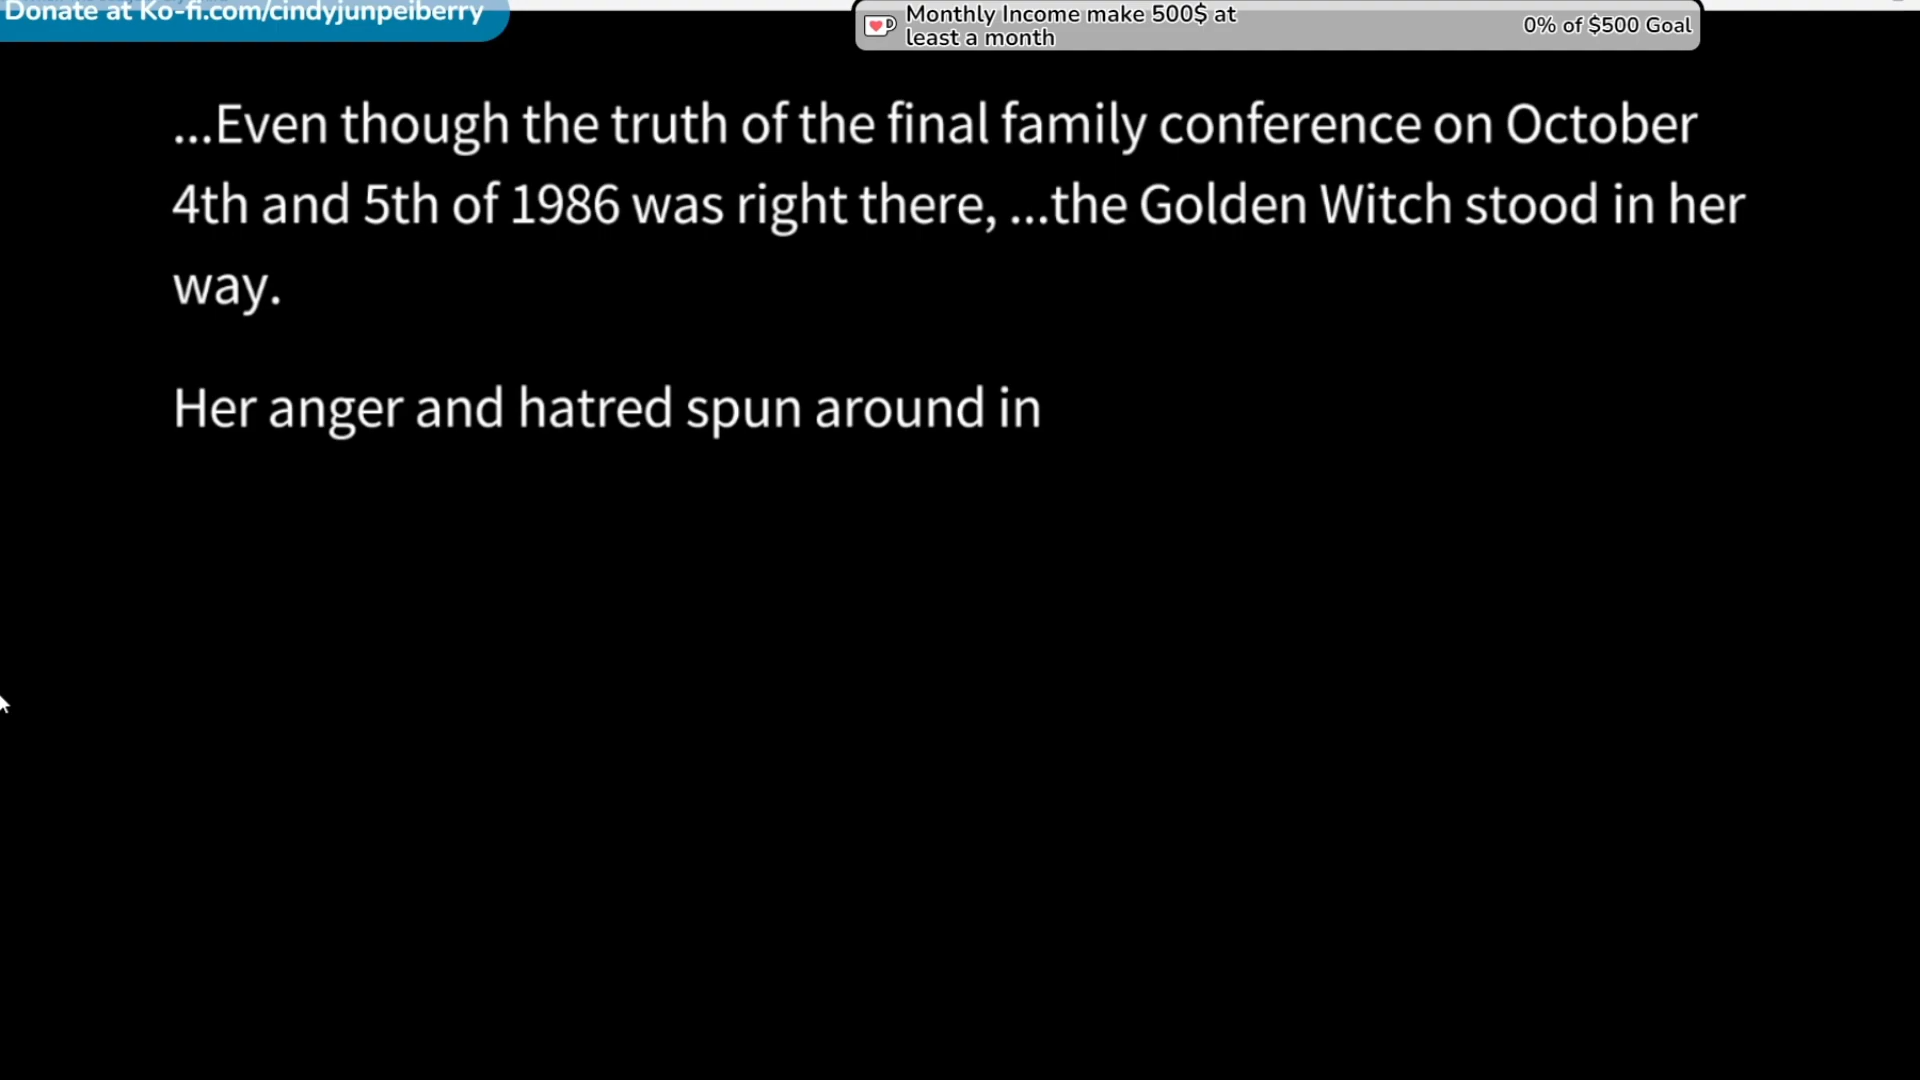 Donate at Ko-fi.com/cindyjunpeiberry
Monthly Income make 500$ at
least a month
0% of $500 Goal
...Even though the truth of the final family conference on October
4th and 5th of 1986 was right there, ...the Golden Witch stood in her
way.
Her anger and hatred spun around in